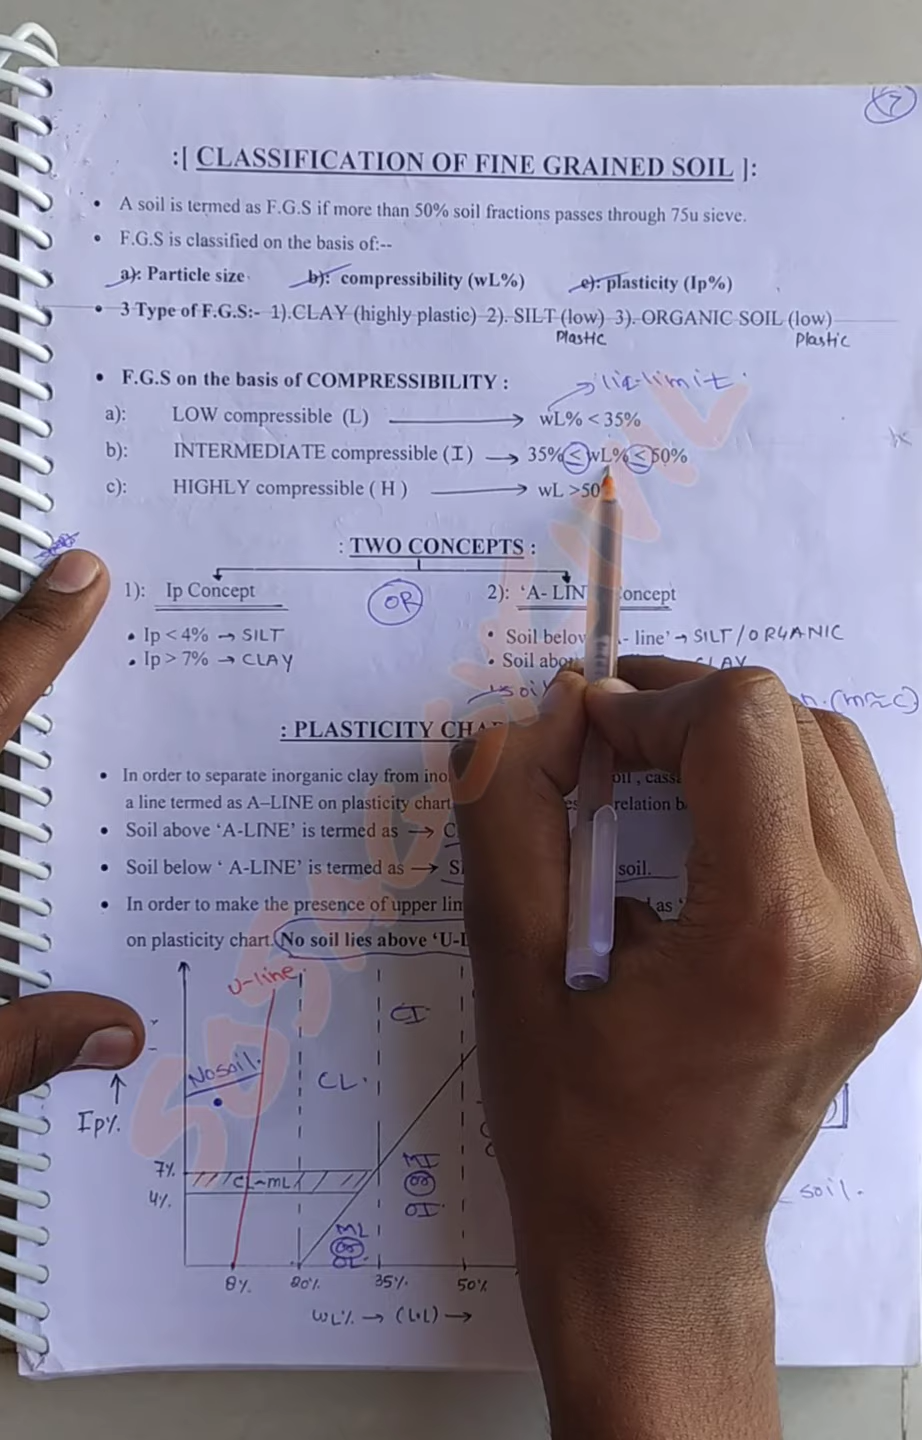 7
:[ CLASSIFICATION OF FINE GRAINED SOIL ]:
• A soil is termed as F.G.S if more than 50% soil fractions passes through 75u sieve.
• F.G.S is classified on the basis of:--
a): Particle size b): compressibility (wL%) c): plasticity (Ip%)
• 3 Type of F.G.S:- 1).CLAY (highly plastic) 2). SILT (low) 3). ORGANIC SOIL (low)
Plastic Plastic
• F.G.S on the basis of COMPRESSIBILITY :
→ liq-limit.
a): LOW compressible (L) → wL% < 35%
b): INTERMEDIATE compressible (I) → 35% ≤ wL% ≤ 50%
c): HIGHLY compressible ( H ) → wL >50
: TWO CONCEPTS :
1): Ip Concept OR 2): 'A- LIN oncept
• Ip < 4% → SILT • Soil below - line' → SILT/ORGANIC
• Ip > 7% → CLAY • Soil abo CLAY
soil n.(m≈c)
: PLASTICITY CHA
• In order to separate inorganic clay from ino oil , cass
a line termed as A–LINE on plasticity chart relation b
• Soil above 'A-LINE' is termed as → C
• Soil below ' A-LINE' is termed as → S soil.
• In order to make the presence of upper lim as '
on plasticity chart. No soil lies above 'U-L
U-line
CI
No soil.
CL.
Ip%.
7%.
CL-ML
4%.
soil.
8%. 20% 35%. 50%.
WL%. → (L.L) →
SASAGCIVIL